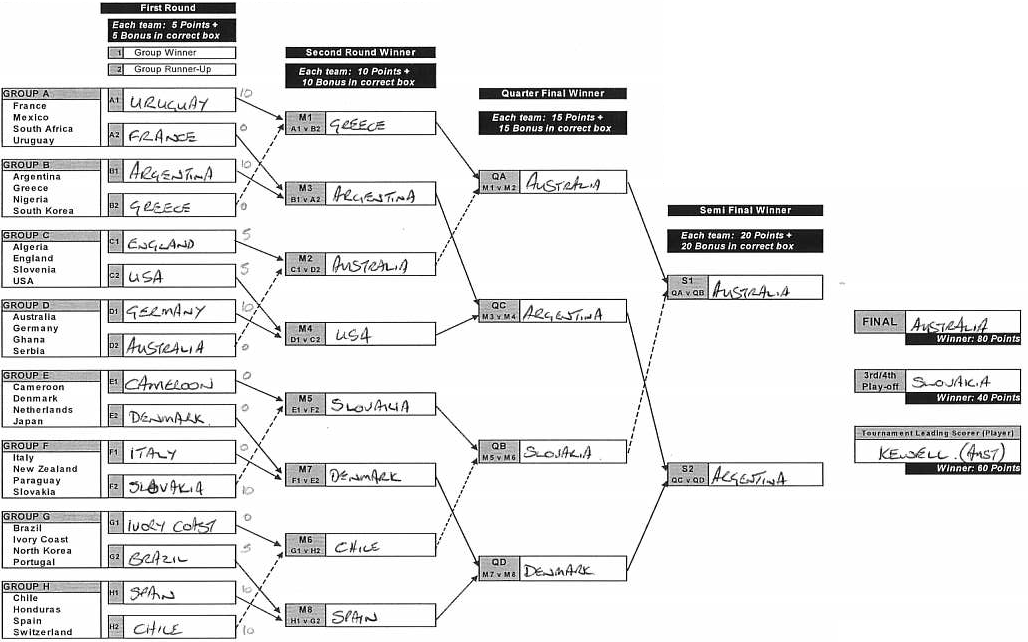 First Round
Each team: 5 Points +
5 Bonus in correct box
1 Group Winner
2 Group Runner-Up
GROUP A
France
Mexico
South Africa
Uruguay
A1 URUGUAY 10
A2 FRANCE 0
GROUP B
Argentina
Greece
Nigeria
South Korea
B1 ARGENTINA 10
B2 GREECE 0
GROUP C
Algeria
England
Slovenia
USA
C1 ENGLAND 5
C2 USA 5
GROUP D
Australia
Germany
Ghana
Serbia
D1 GERMANY 10
D2 AUSTRALIA 0
GROUP E
Cameroon
Denmark
Netherlands
Japan
E1 CAMEROON 0
E2 DENMARK 0
GROUP F
Italy
New Zealand
Paraguay
Slovakia
F1 ITALY 0
F2 SLOVAKIA 10
GROUP G
Brazil
Ivory Coast
North Korea
Portugal
G1 IVORY COAST 0
G2 BRAZIL 5
GROUP H
Chile
Honduras
Spain
Switzerland
H1 SPAIN 10
H2 CHILE 10
Second Round Winner
Each team: 10 Points +
10 Bonus in correct box
M1
A1 v B2 GREECE
M3
B1 v A2 ARGENTINA
M2
C1 v D2 AUSTRALIA
M4
D1 v C2 USA
M5
E1 v F2 SLOVAKIA
M7
F1 v E2 DENMARK
M6
G1 v H2 CHILE
M8
H1 v G2 SPAIN
Quarter Final Winner
Each team: 15 Points +
15 Bonus in correct box
QA
M1 v M2 AUSTRALIA
QC
M3 v M4 ARGENTINA
QB
M5 v M6 SLOVAKIA
QD
M7 v M8 DENMARK
Semi Final Winner
Each team: 20 Points +
20 Bonus in correct box
S1
QA v QB AUSTRALIA
S2
QC v QD ARGENTINA
FINAL AUSTRALIA
Winner: 80 Points
3rd/4th
Play-off SLOVAKIA
Winner: 40 Points
Tournament Leading Scorer (Player)
KEWELL (AUST)
Winner: 60 Points